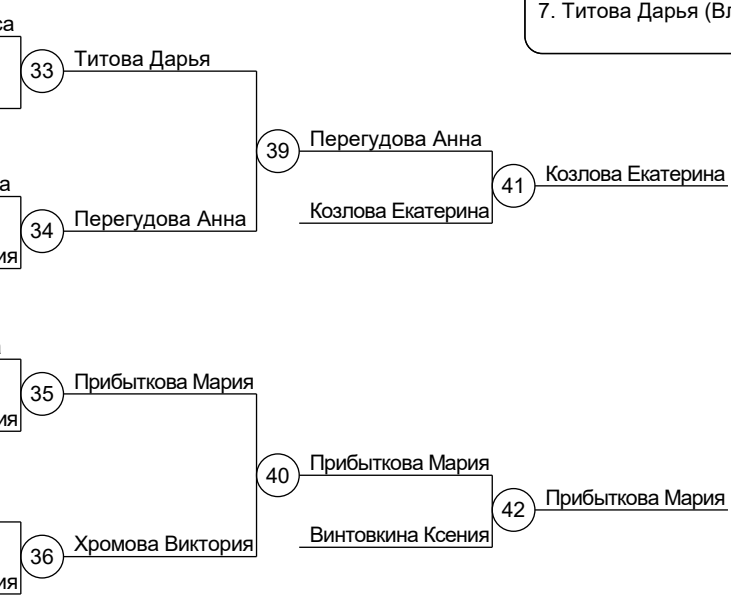 7. Титова Дарья
33
Титова Дарья
39
Перегудова Анна
41
Козлова Екатерина
Козлова Екатерина
34
Перегудова Анна
35
Прибыткова Мария
40
Прибыткова Мария
42
Прибыткова Мария
Винтовкина Ксения
36
Хромова Виктория